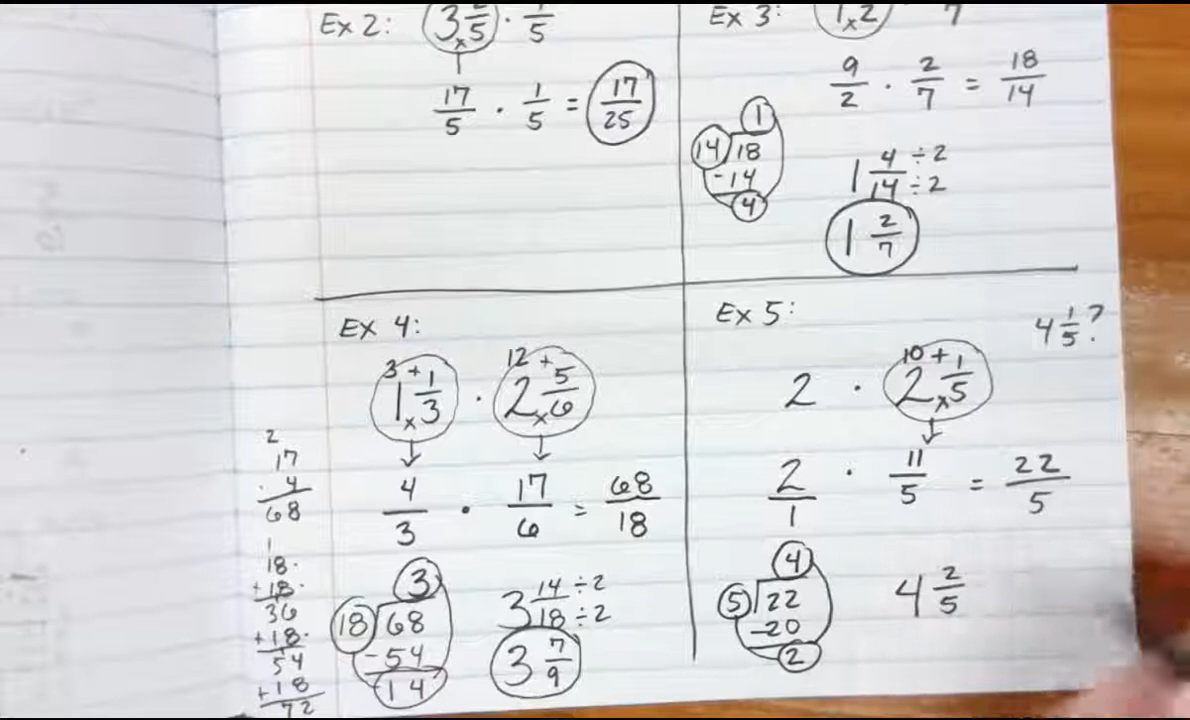 Ex 2: 3 2/5 · 1/5
x
17/5 · 1/5 = 17/25
Ex 3: 1 x 2 7
9/2 · 2/7 = 18/14
1
14 18
-14
4
1 4/14 ÷2 ÷2
1 2/7
Ex 4:
3 + 12 +
1 1/3 · 2 5/6
x x
4/3 · 17/6 = 68/18
2
17
· 4
68
1
18
+18
36
+18
54
+18
72
3
18 68
-54
14
3 14/18 ÷2 ÷2
3 7/9
Ex 5:
4 1/5?
10 +
2 · 2 1/5
x
2/1 · 11/5 = 22/5
4
5 22
-20
2
4 2/5